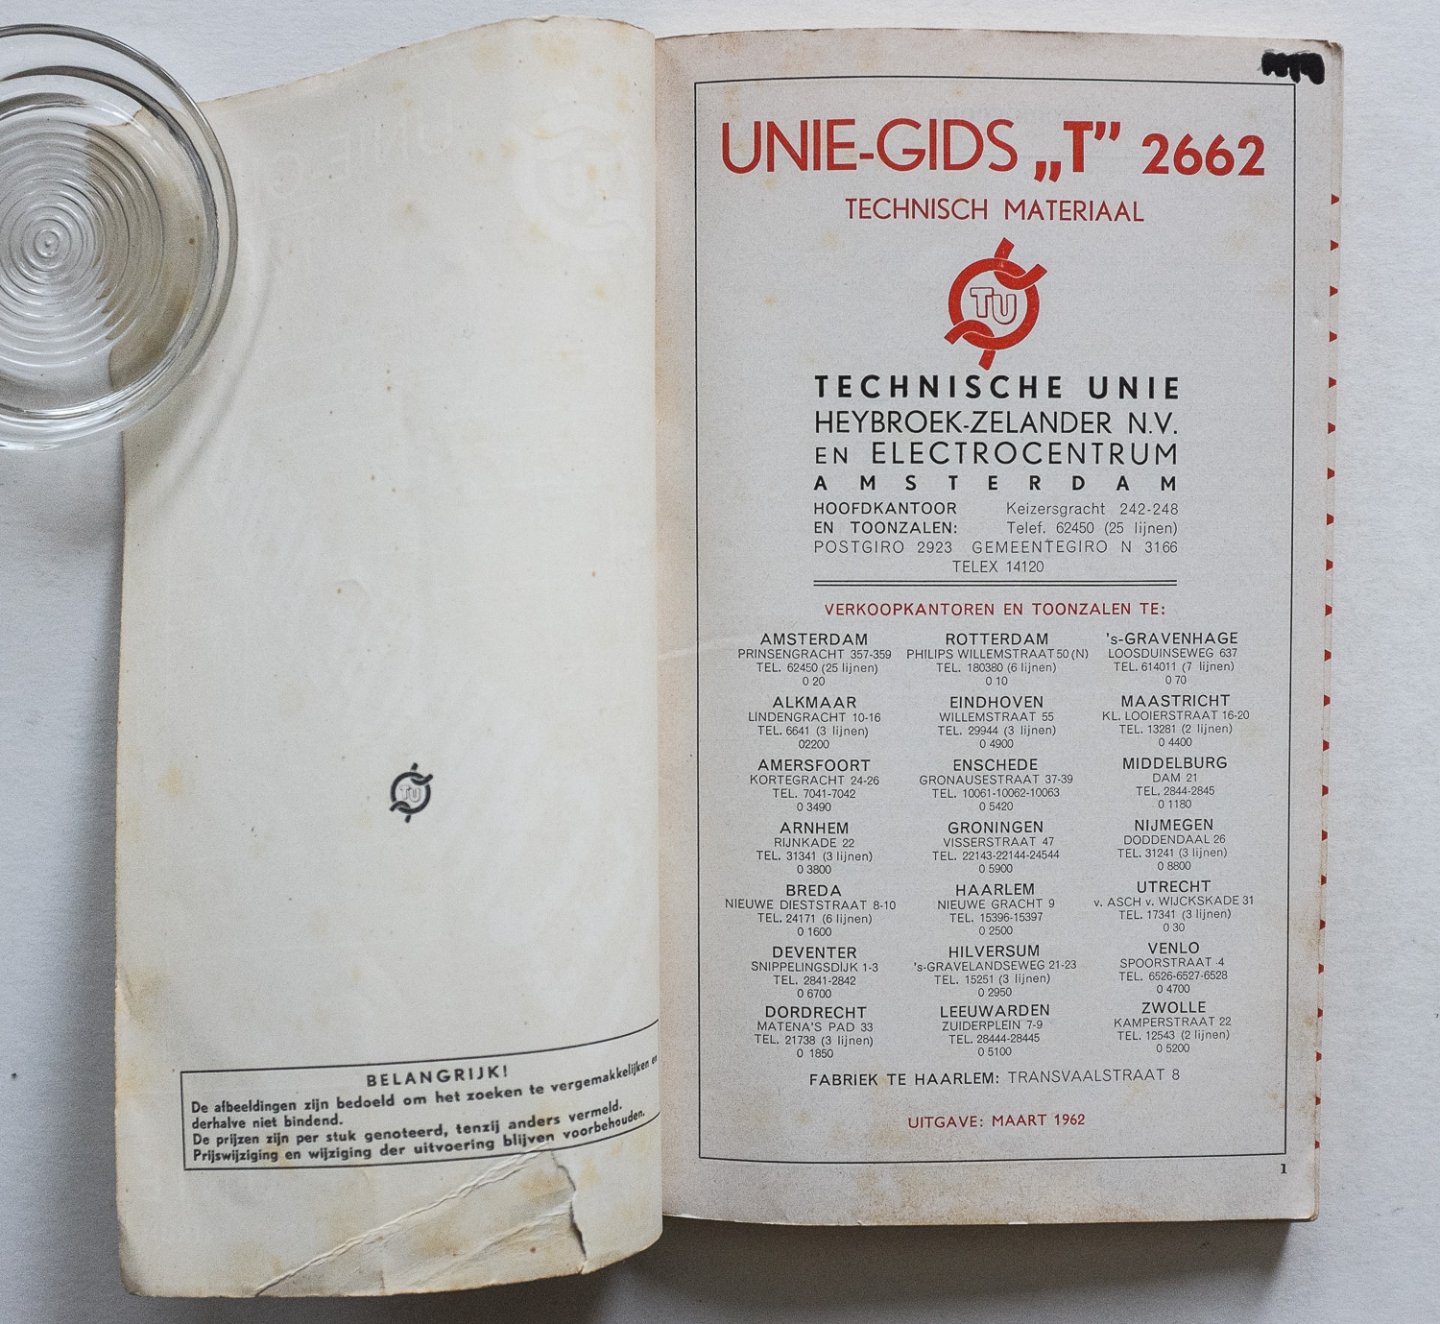 TU
BELANGRIJK!
De afbeeldingen zijn bedoeld om het zoeken te vergemakkelijken en
derhalve niet bindend.
De prijzen zijn per stuk genoteerd, tenzij anders vermeld.
Prijswijziging en wijziging der uitvoering blijven voorbehouden.
UNIE-GIDS „T” 2662
TECHNISCH MATERIAAL
TU
TECHNISCHE UNIE
HEYBROEK-ZELANDER N.V.
EN ELECTROCENTRUM
AMSTERDAM
HOOFDKANTOOR Keizersgracht 242-248
EN TOONZALEN: Telef. 62450 (25 lijnen)
POSTGIRO 2923 GEMEENTEGIRO N 3166
TELEX 14120
VERKOOPKANTOREN EN TOONZALEN TE:
AMSTERDAM
PRINSENGRACHT 357-359
TEL. 62450 (25 lijnen)
0 20
ALKMAAR
LINDENGRACHT 10-16
TEL. 6641 (3 lijnen)
02200
AMERSFOORT
KORTEGRACHT 24-26
TEL. 7041-7042
0 3490
ARNHEM
RIJNKADE 22
TEL. 31341 (3 lijnen)
0 3800
BREDA
NIEUWE DIESTSTRAAT 8-10
TEL. 24171 (6 lijnen)
0 1600
DEVENTER
SNIPPELINGSDIJK 1-3
TEL. 2841-2842
0 6700
DORDRECHT
MATENA'S PAD 33
TEL. 21738 (3 lijnen)
0 1850
ROTTERDAM
PHILIPS WILLEMSTRAAT 50 (N)
TEL. 180380 (6 lijnen)
0 10
EINDHOVEN
WILLEMSTRAAT 55
TEL. 29944 (3 lijnen)
0 4900
ENSCHEDE
GRONAUSESTRAAT 37-39
TEL. 10061-10062-10063
0 5420
GRONINGEN
VISSERSTRAAT 47
TEL. 22143-22144-24544
0 5900
HAARLEM
NIEUWE GRACHT 9
TEL. 15396-15397
0 2500
HILVERSUM
's-GRAVELANDSEWEG 21-23
TEL. 15251 (3 lijnen)
0 2950
LEEUWARDEN
ZUIDERPLEIN 7-9
TEL. 28444-28445
0 5100
's-GRAVENHAGE
LOOSDUINSEWEG 637
TEL. 614011 (7 lijnen)
0 70
MAASTRICHT
KL. LOOIERSTRAAT 16-20
TEL. 13281 (2 lijnen)
0 4400
MIDDELBURG
DAM 21
TEL. 2844-2845
0 1180
NIJMEGEN
DODDENDAAL 26
TEL. 31241 (3 lijnen)
0 8800
UTRECHT
v. ASCH v. WIJCKSKADE 31
TEL. 17341 (3 lijnen)
0 30
VENLO
SPOORSTRAAT 4
TEL. 6526-6527-6528
0 4700
ZWOLLE
KAMPERSTRAAT 22
TEL. 12543 (2 lijnen)
0 5200
FABRIEK TE HAARLEM: TRANSVAALSTRAAT 8
UITGAVE: MAART 1962
1